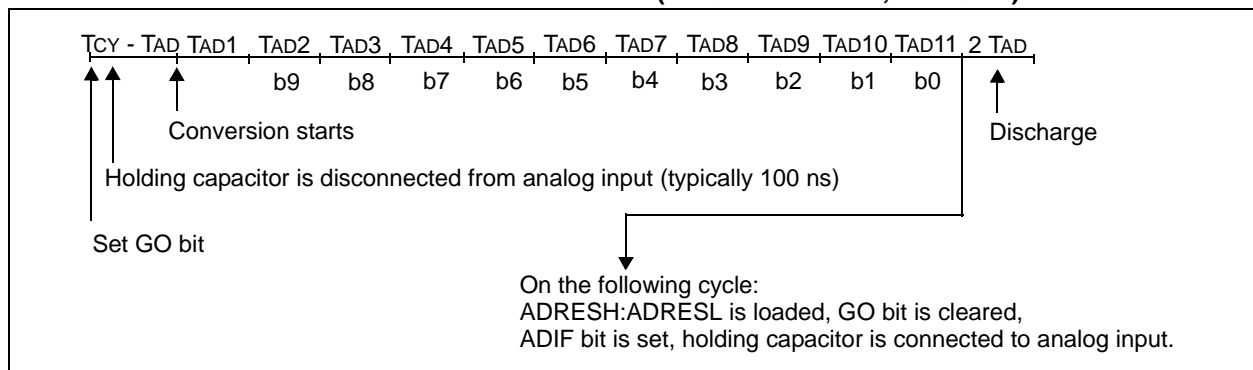 TCY - TAD TAD1 TAD2 TAD3 TAD4 TAD5 TAD6 TAD7 TAD8 TAD9 TAD10 TAD11 2 TAD
b9 b8 b7 b6 b5 b4 b3 b2 b1 b0
Conversion starts
Discharge
Holding capacitor is disconnected from analog input (typically 100 ns)
Set GO bit
On the following cycle:
ADRESH:ADRESL is loaded, GO bit is cleared,
ADIF bit is set, holding capacitor is connected to analog input.